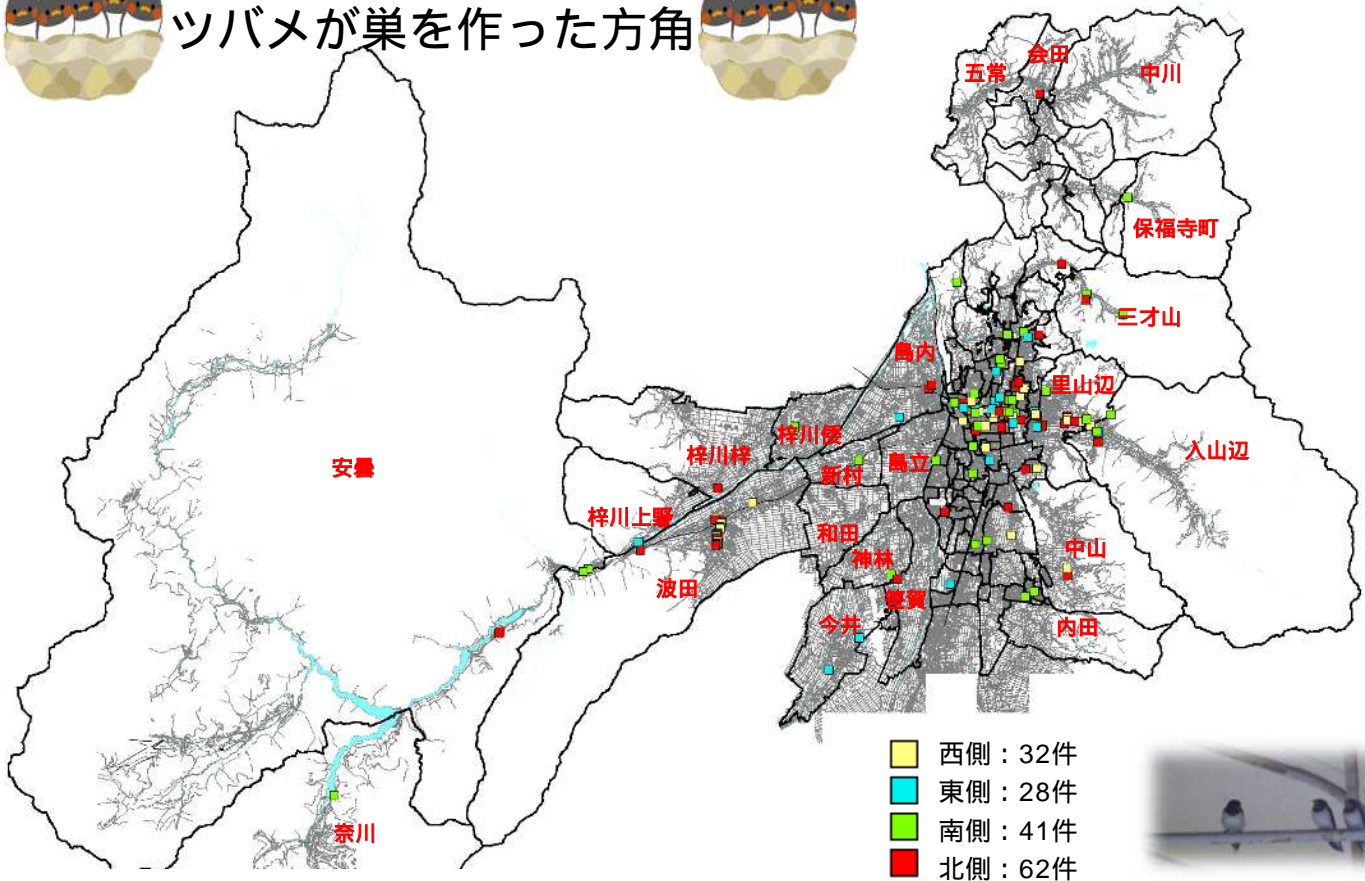 ツバメが巣を作った方角
会田
五常
中川
保福寺町
三才山
島内
里山辺
梓川倭
入山辺
梓川梓
島立
安曇
新村
梓川上野
和田
中山
神林
波田
笹賀
今井
内田
奈川
西側：32件
東側：28件
南側：41件
北側：62件